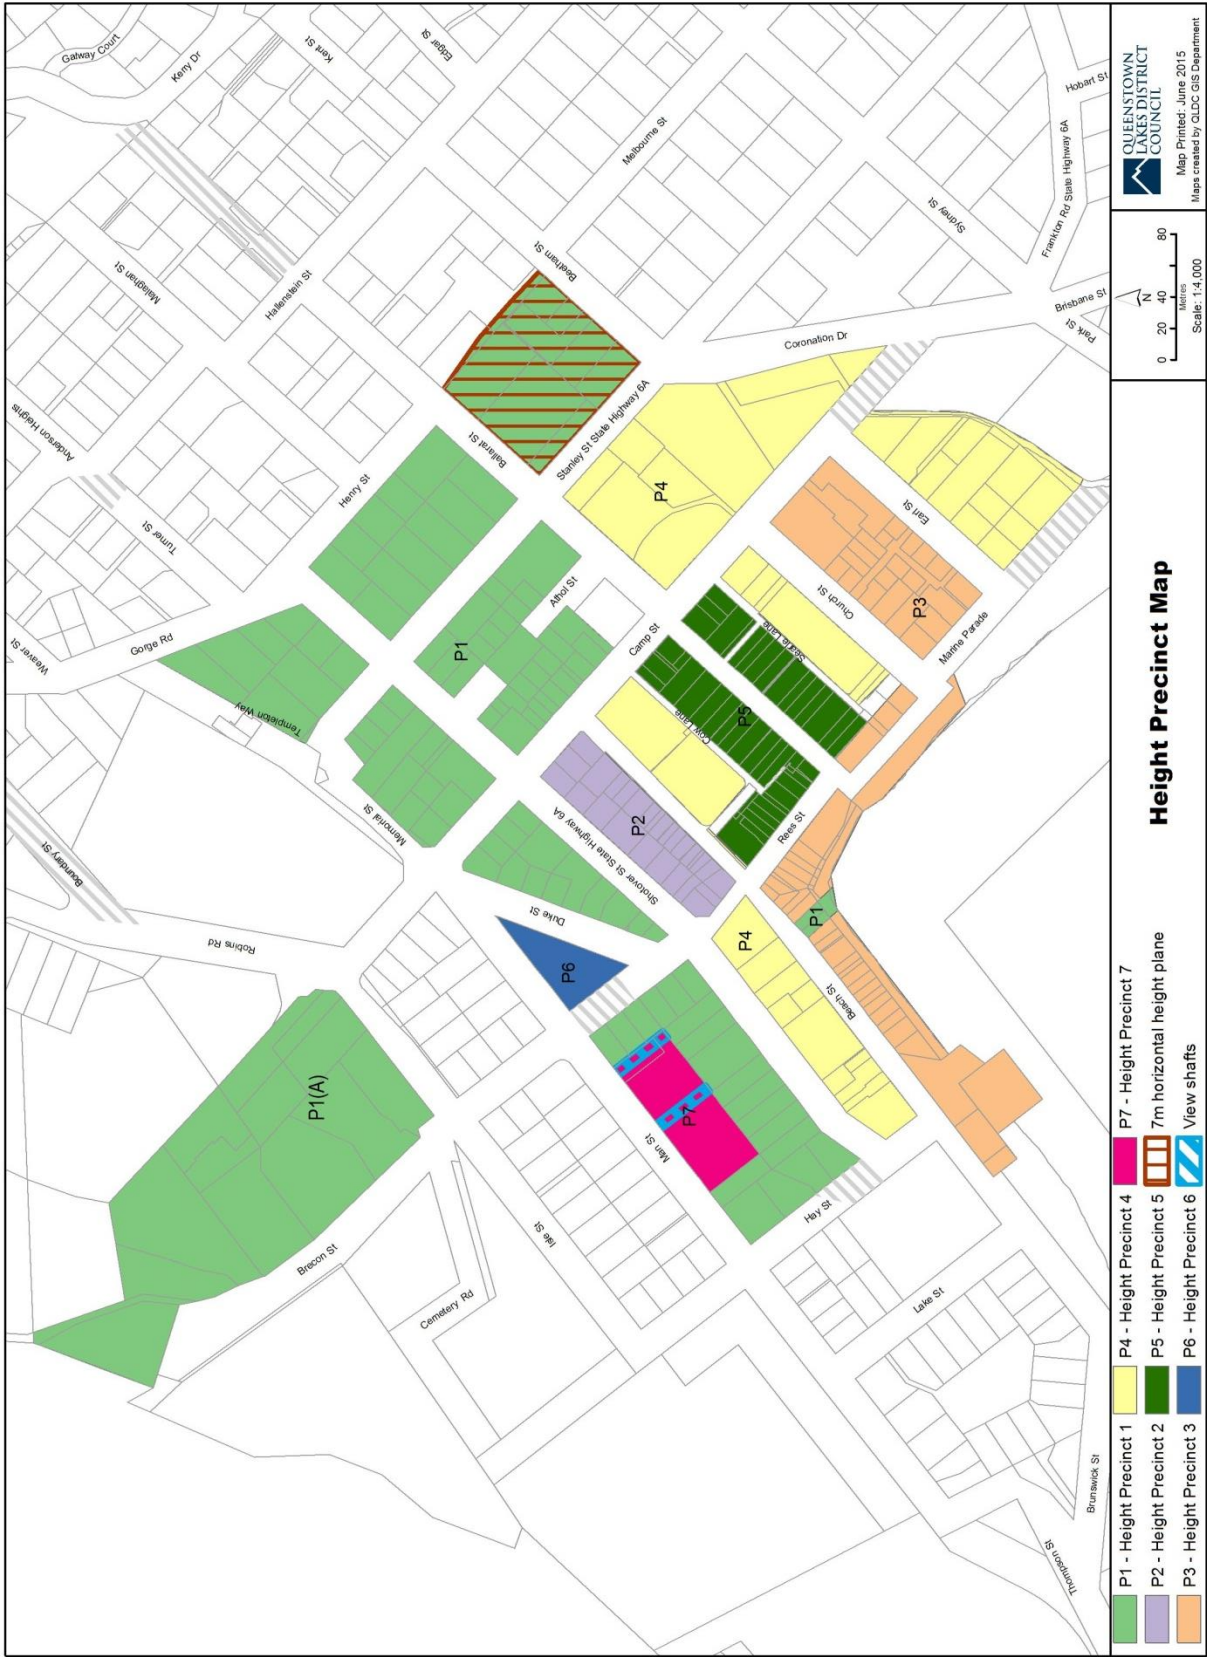 Galway Court
Kerry Dr
Kent St
Edgar St
Melbourne St
Sydney St
Hobart St
Frankton Rd State Highway 6A
Brisbane St
Park St
Coronation Dr
Beetham St
Malaghan St
Hallenstein St
Anderson Heights
Turner St
Henry St
Ballarat St
Stanley St State Highway 6A
Weaver St
Gorge Rd
Templeton Way
Memorial St
Boundary St
Robins Rd
Athol St
Camp St
Church St
Earl St
Marine Parade
Searle Lane
Cow Lane
Rees St
Shotover St State Highway 6A
Duke St
Beach St
Man St
Hay St
Isle St
Brecon St
Cemetery Rd
Lake St
Brunswick St
Thompson St
P1
P4
P3
P5
P2
P6
P4
P1
P7
P1(A)
Height Precinct Map
P1 - Height Precinct 1
P2 - Height Precinct 2
P3 - Height Precinct 3
P4 - Height Precinct 4
P5 - Height Precinct 5
P6 - Height Precinct 6
P7 - Height Precinct 7
7m horizontal height plane
View shafts
N
0 20 40 80
Metres
Scale: 1:4,000
QUEENSTOWN
LAKES DISTRICT
COUNCIL
Map Printed: June 2015
Maps created by QLDC GIS Department